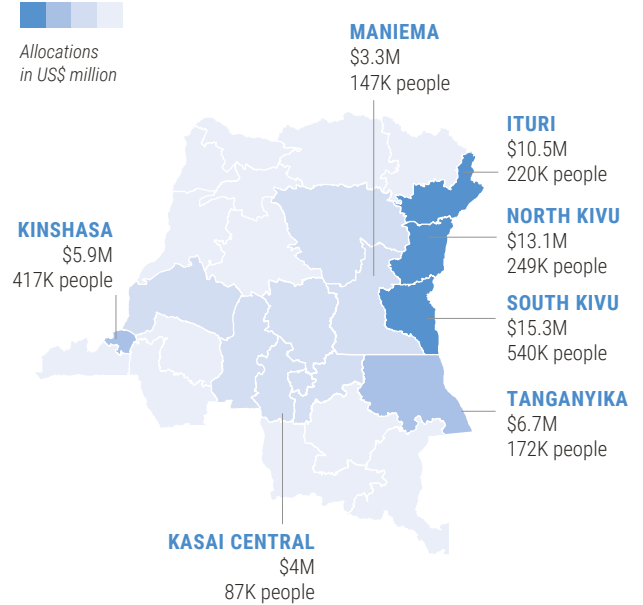 Allocations
in US$ million
MANIEMA
$3.3M
147K people
ITURI
$10.5M
220K people
NORTH KIVU
$13.1M
249K people
KINSHASA
$5.9M
417K people
SOUTH KIVU
$15.3M
540K people
TANGANYIKA
$6.7M
172K people
KASAI CENTRAL
$4M
87K people